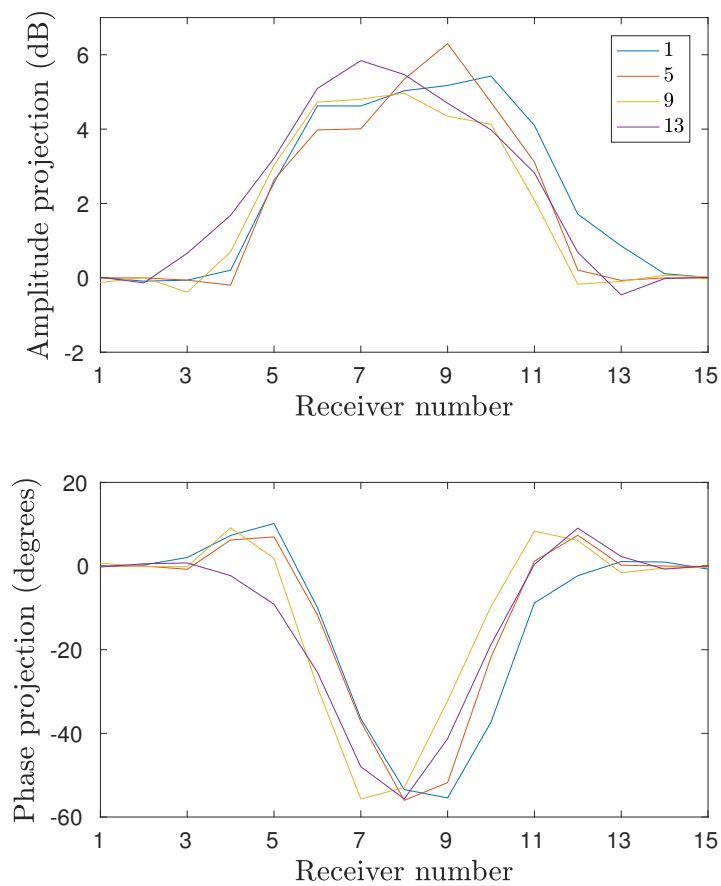 Amplitude projection (dB)
6
4
2
0
-2
1 3 5 7 9 11 13 15
Receiver number
1
5
9
13
Phase projection (degrees)
20
0
-20
-40
-60
1 3 5 7 9 11 13 15
Receiver number